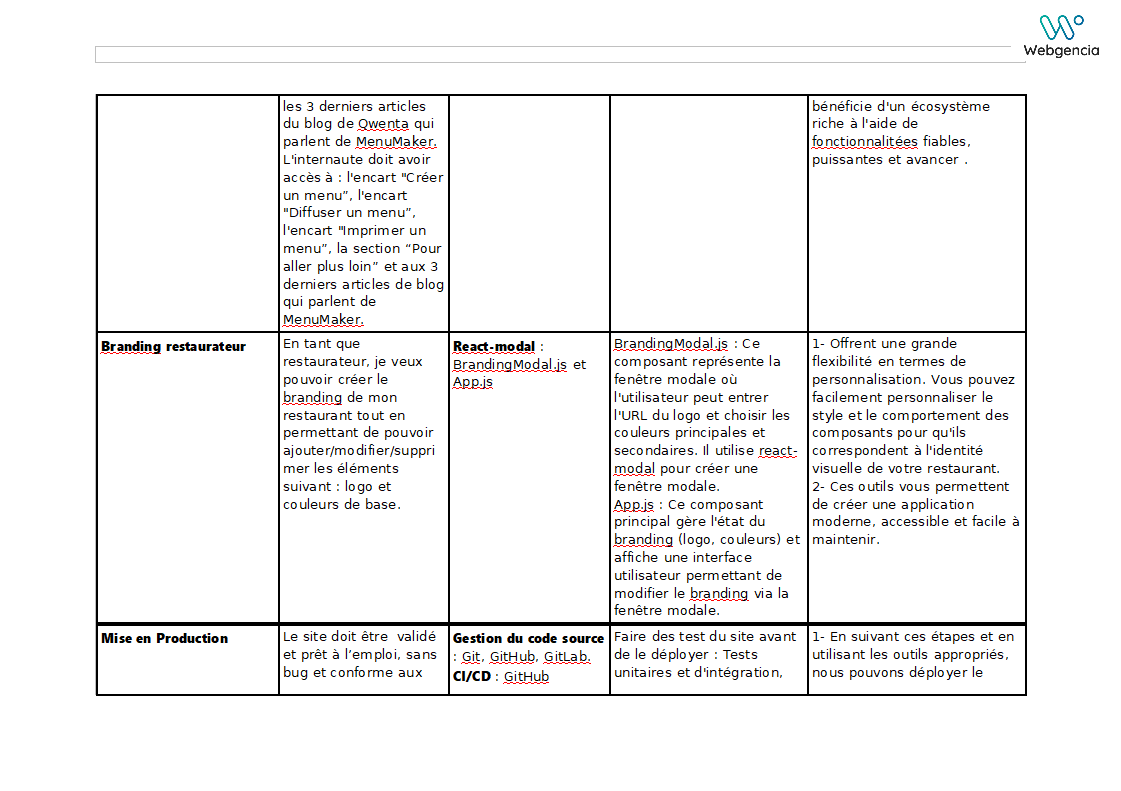 Webgencia
les 3 derniers articles
du blog de Qwenta qui
parlent de MenuMaker.
L'internaute doit avoir
accès à : l'encart "Créer
un menu”, l'encart
"Diffuser un menu”,
l'encart "Imprimer un
menu”, la section “Pour
aller plus loin” et aux 3
derniers articles de blog
qui parlent de
MenuMaker.
bénéficie d'un écosystème
riche à l'aide de
fonctionnalitées fiables,
puissantes et avancer .
Branding restaurateur
En tant que
restaurateur, je veux
pouvoir créer le
branding de mon
restaurant tout en
permettant de pouvoir
ajouter/modifier/suppri
mer les éléments
suivant : logo et
couleurs de base.
React-modal :
BrandingModal.js et
App.js
BrandingModal.js : Ce
composant représente la
fenêtre modale où
l'utilisateur peut entrer
l'URL du logo et choisir les
couleurs principales et
secondaires. Il utilise react-
modal pour créer une
fenêtre modale.
App.js : Ce composant
principal gère l'état du
branding (logo, couleurs) et
affiche une interface
utilisateur permettant de
modifier le branding via la
fenêtre modale.
1- Offrent une grande
flexibilité en termes de
personnalisation. Vous pouvez
facilement personnaliser le
style et le comportement des
composants pour qu'ils
correspondent à l'identité
visuelle de votre restaurant.
2- Ces outils vous permettent
de créer une application
moderne, accessible et facile à
maintenir.
Mise en Production
Le site doit être  validé
et prêt à l’emploi, sans
bug et conforme aux
Gestion du code source
: Git, GitHub, GitLab.
CI/CD : GitHub
Faire des test du site avant
de le déployer : Tests
unitaires et d'intégration,
1- En suivant ces étapes et en
utilisant les outils appropriés,
nous pouvons déployer le